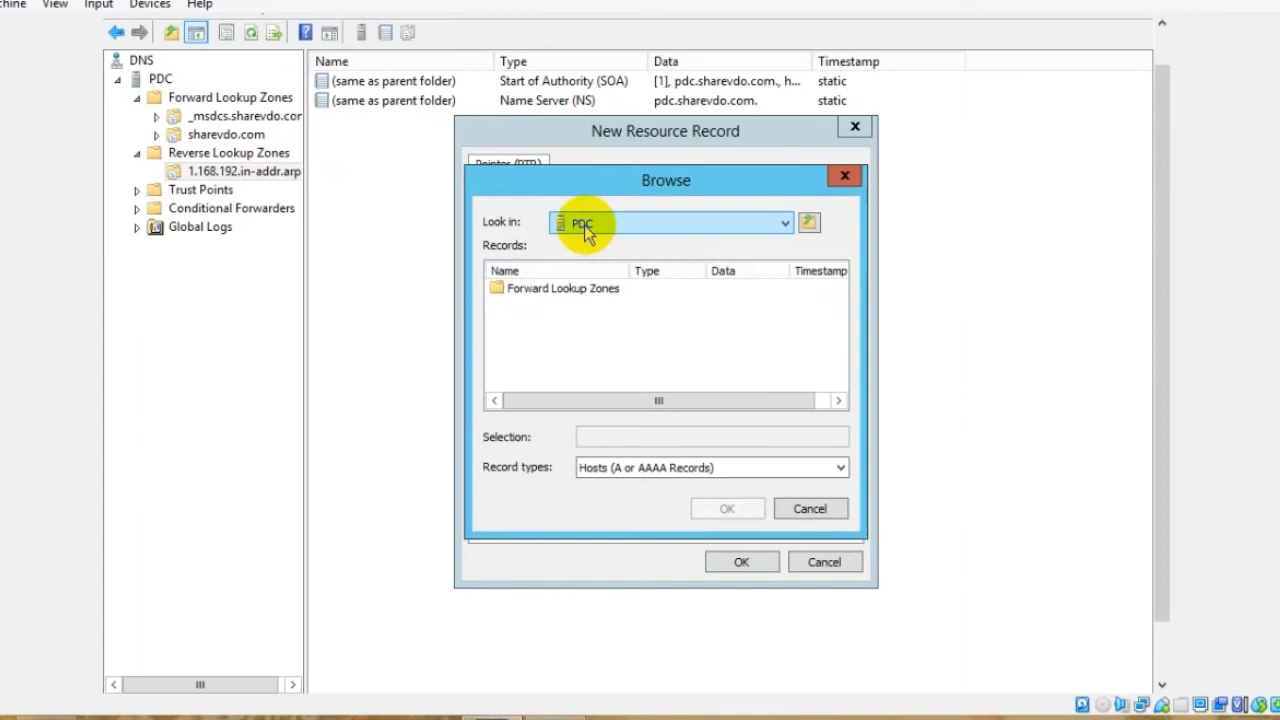 chine View Input Devices Help
DNS
PDC
Forward Lookup Zones
_msdcs.sharevdo.cor
sharevdo.com
Reverse Lookup Zones
1.168.192.in-addr.arp
Trust Points
Conditional Forwarders
Global Logs
Name Type Data Timestamp
(same as parent folder) Start of Authority (SOA) [1], pdc.sharevdo.com., h... static
(same as parent folder) Name Server (NS) pdc.sharevdo.com. static
New Resource Record
Pointer (PTR)
Browse
Look in: PDC
Records:
Name Type Data Timestamp
Forward Lookup Zones
Selection:
Record types: Hosts (A or AAAA Records)
OK Cancel
OK Cancel